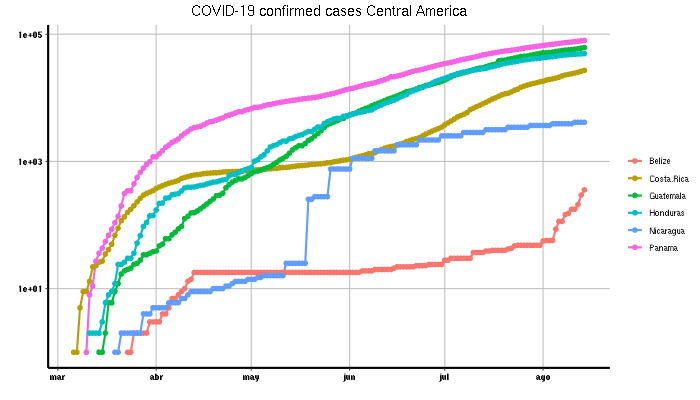 COVID-19 confirmed cases Central America
1e+05
1e+03
1e+01
mar abr may jun jul ago
Belize
Costa.Rica
Guatemala
Honduras
Nicaragua
Panama